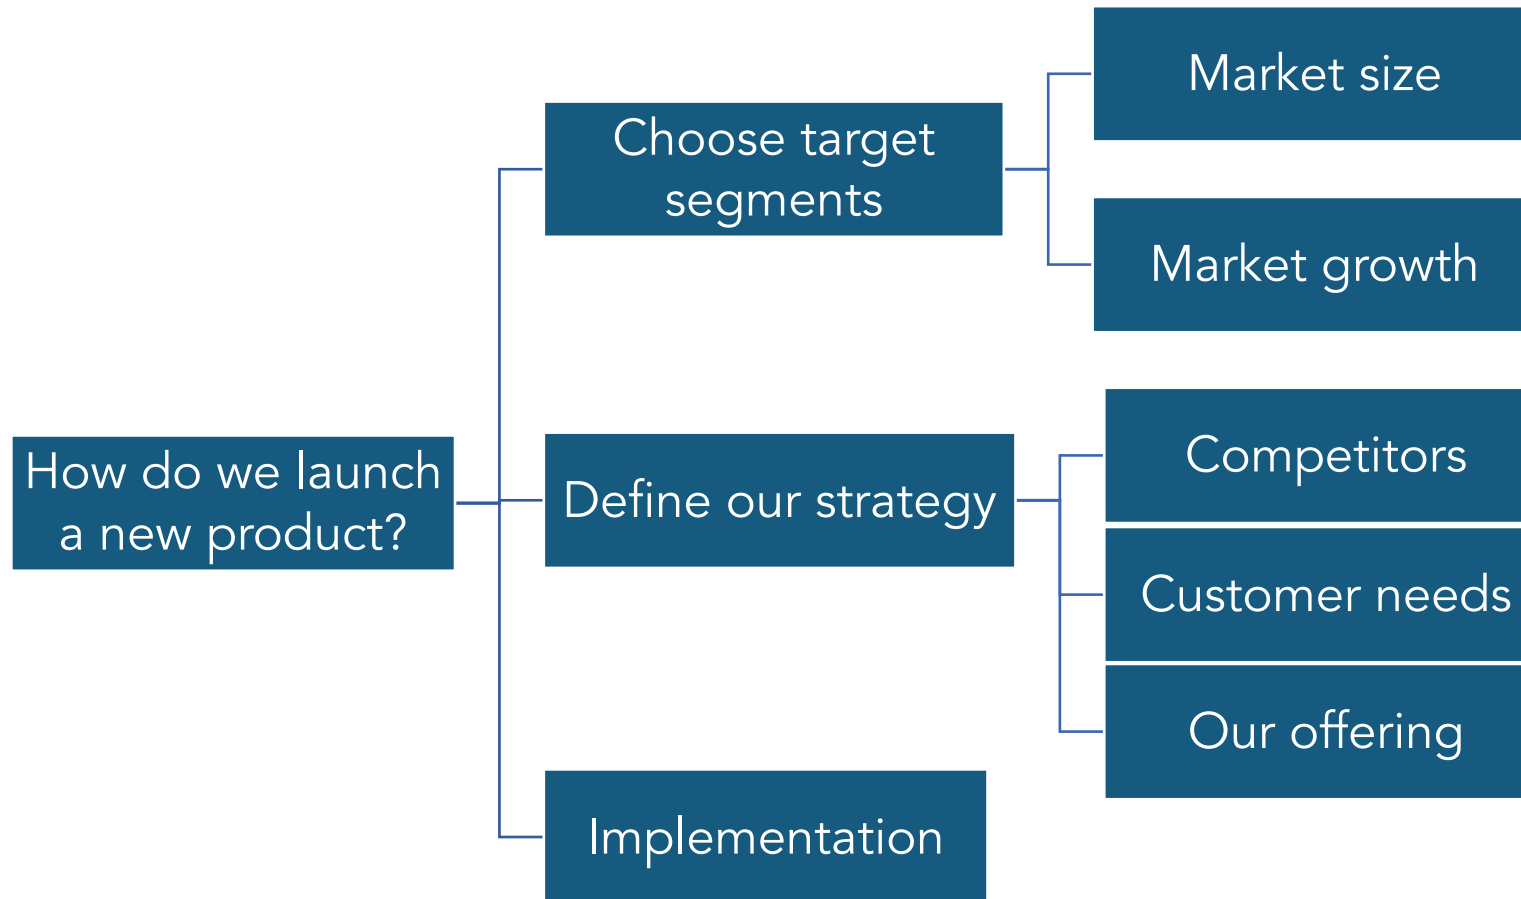 Market size
Choose target
segments
Market growth
Competitors
How do we launch
a new product?
Define our strategy
Customer needs
Our offering
Implementation